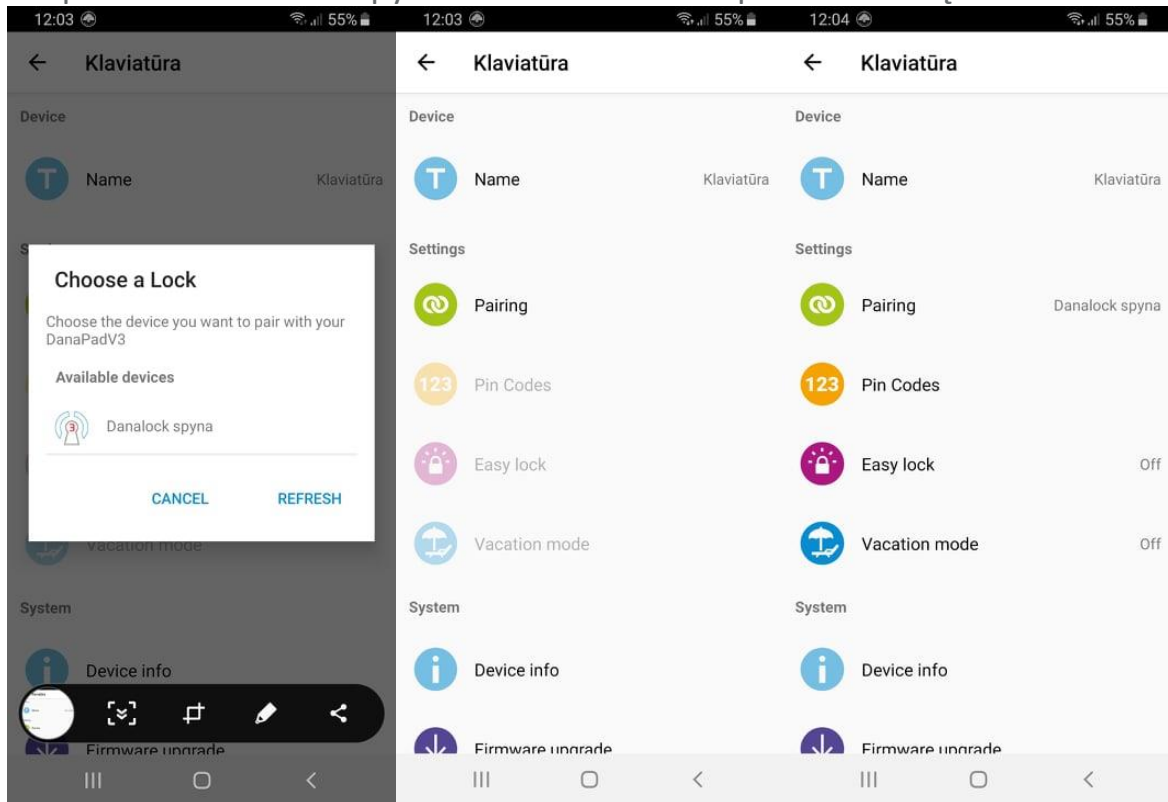 12:03 55%
Klaviatūra
Device
Name Klaviatūra
Choose a Lock
Choose the device you want to pair with your
DanaPadV3
Available devices
3
Danalock spyna
CANCEL REFRESH
Vacation mode
System
Device info
Firmware upgrade
12:03 55%
Klaviatūra
Device
T Name Klaviatūra
Settings
Pairing
123 Pin Codes
Easy lock
Vacation mode
System
i Device info
Firmware upgrade
12:04 55%
Klaviatūra
Device
T Name Klaviatūra
Settings
Pairing Danalock spyna
123 Pin Codes
Easy lock Off
Vacation mode Off
System
i Device info
Firmware upgrade